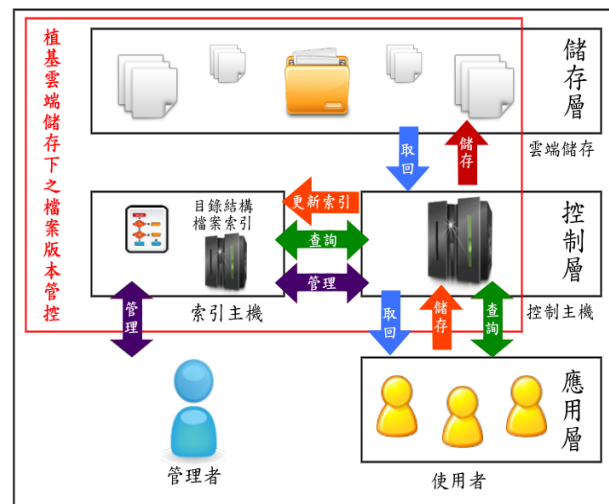 植基雲端儲存下之檔案版本管控
儲存層
雲端儲存
取回
儲存
目錄結構
檔案索引
更新索引
查詢
管理
控制層
索引主機
控制主機
管理
取回
儲存
查詢
應用層
管理者
使用者